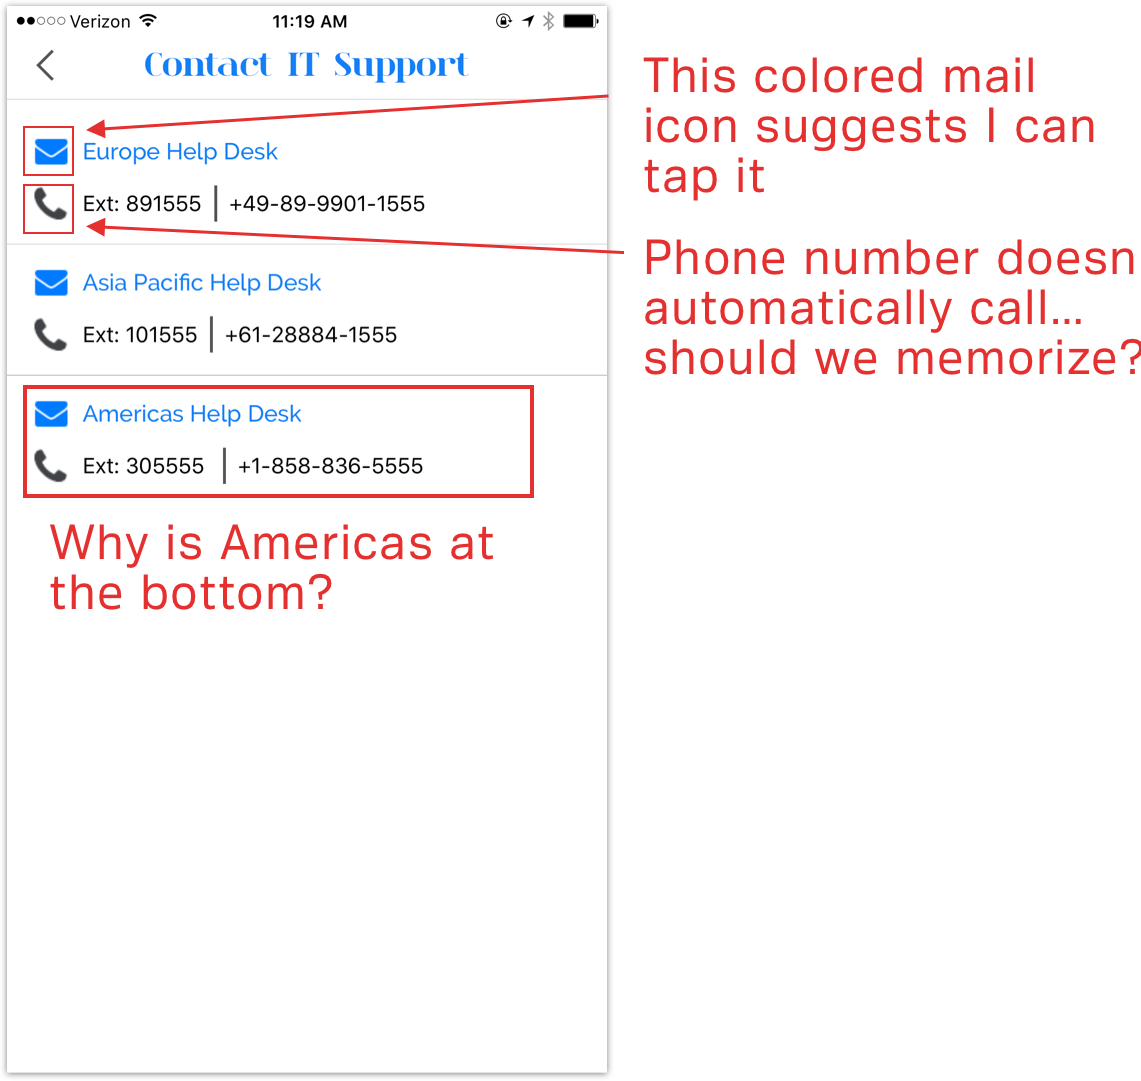 Verizon 11:19 AM
Contact IT Support
Europe Help Desk
Ext: 891555 | +49-89-9901-1555
Asia Pacific Help Desk
Ext: 101555 | +61-28884-1555
Americas Help Desk
Ext: 305555 | +1-858-836-5555
Why is Americas at
the bottom?
This colored mail
icon suggests I can
tap it
Phone number doesn
automatically call...
should we memorize?